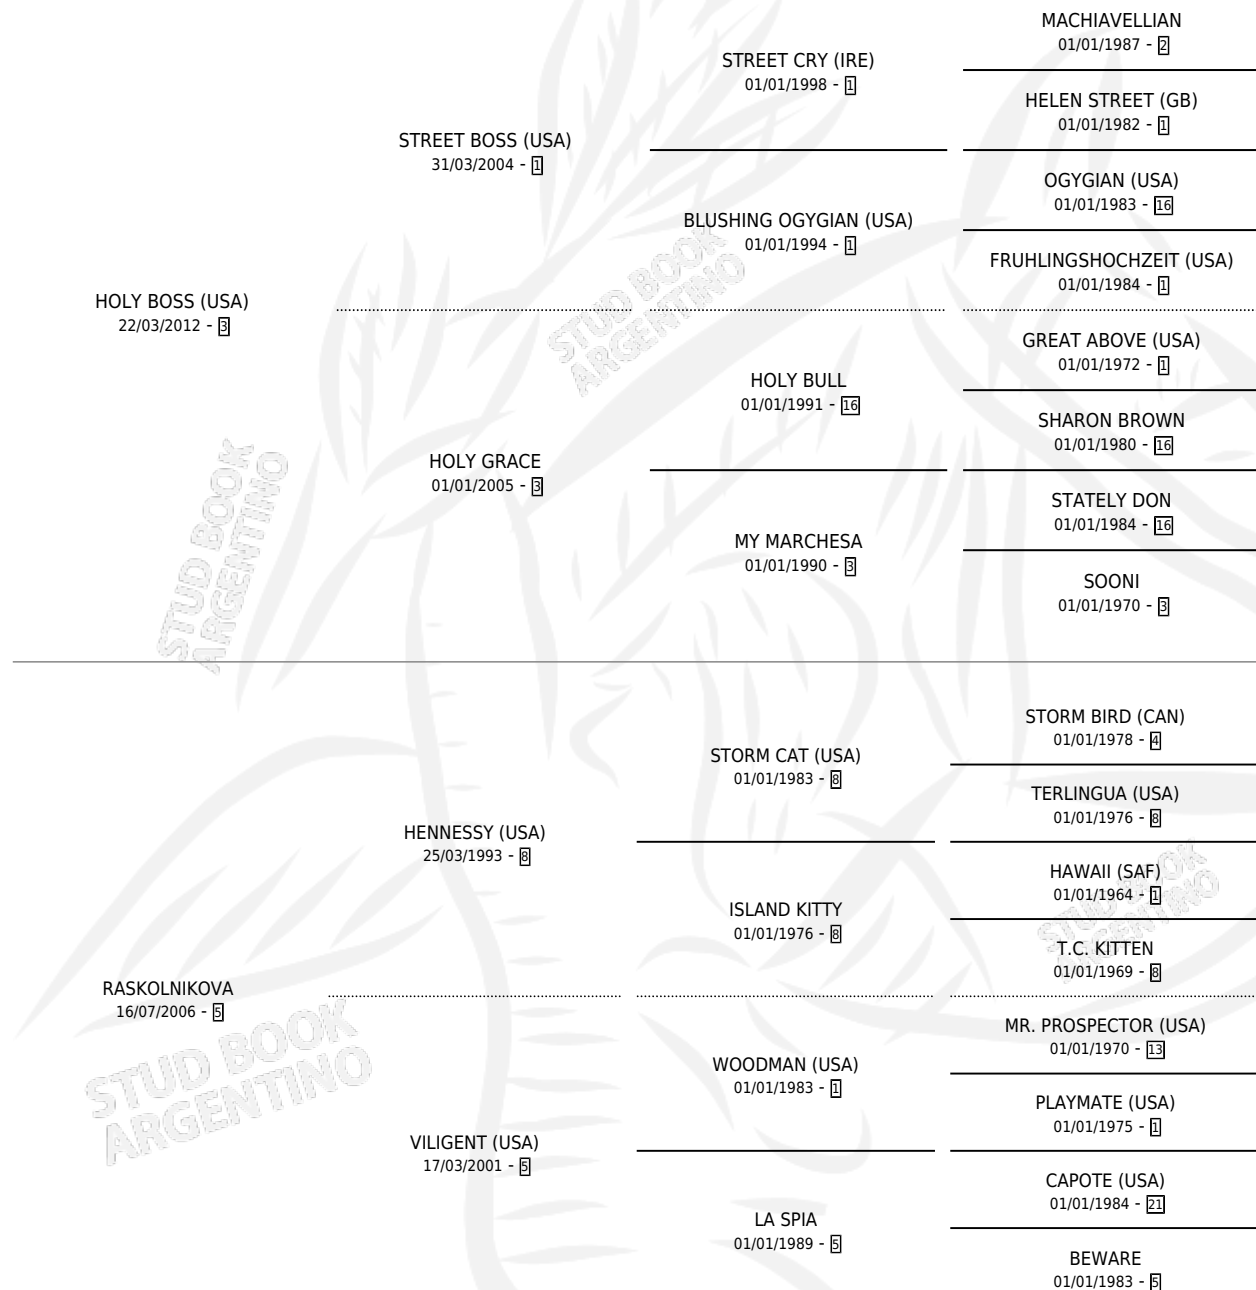 MACHIAVELLIAN
01/01/1987 - 2
STREET CRY (IRE)
01/01/1998 - 1
HELEN STREET (GB)
01/01/1982 - 1
STREET BOSS (USA)
31/03/2004 - 1
OGYGIAN (USA)
01/01/1983 - 16
BLUSHING OGYGIAN (USA)
01/01/1994 - 1
FRUHLINGSHOCHZEIT (USA)
01/01/1984 - 1
HOLY BOSS (USA)
22/03/2012 - 3
GREAT ABOVE (USA)
01/01/1972 - 1
HOLY BULL
01/01/1991 - 16
SHARON BROWN
01/01/1980 - 16
HOLY GRACE
01/01/2005 - 3
STATELY DON
01/01/1984 - 16
MY MARCHESA
01/01/1990 - 3
SOONI
01/01/1970 - 3
STORM BIRD (CAN)
01/01/1978 - 4
STORM CAT (USA)
01/01/1983 - 8
TERLINGUA (USA)
01/01/1976 - 8
HENNESSY (USA)
25/03/1993 - 8
HAWAII (SAF)
01/01/1964 - 1
ISLAND KITTY
01/01/1976 - 8
T.C. KITTEN
01/01/1969 - 8
RASKOLNIKOVA
16/07/2006 - 5
MR. PROSPECTOR (USA)
01/01/1970 - 13
WOODMAN (USA)
01/01/1983 - 1
PLAYMATE (USA)
01/01/1975 - 1
VILIGENT (USA)
17/03/2001 - 5
CAPOTE (USA)
01/01/1984 - 21
LA SPIA
01/01/1989 - 5
BEWARE
01/01/1983 - 5
STUD BOOK
ARGENTINO
STUD BOOK
ARGENTINO
STUD BOOK
ARGENTINO
STUD BOOK
ARGENTINO